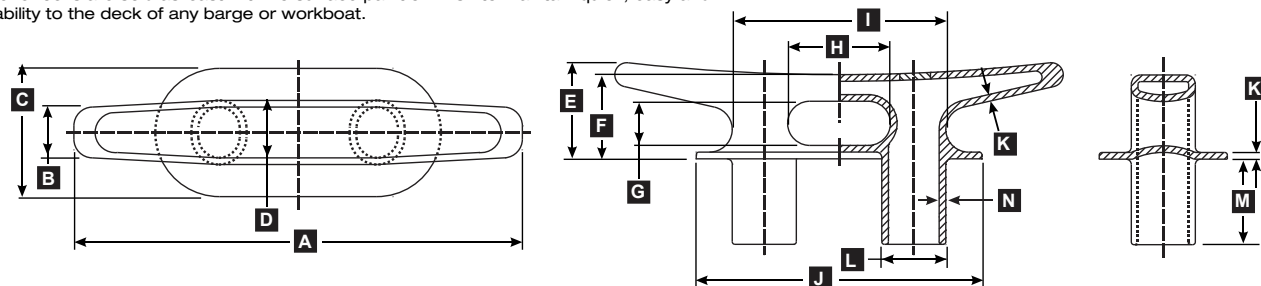 ability to the deck of any barge or workboat.
I
H
C
E
F
K
K
B
G
D
N
M
A
L
J